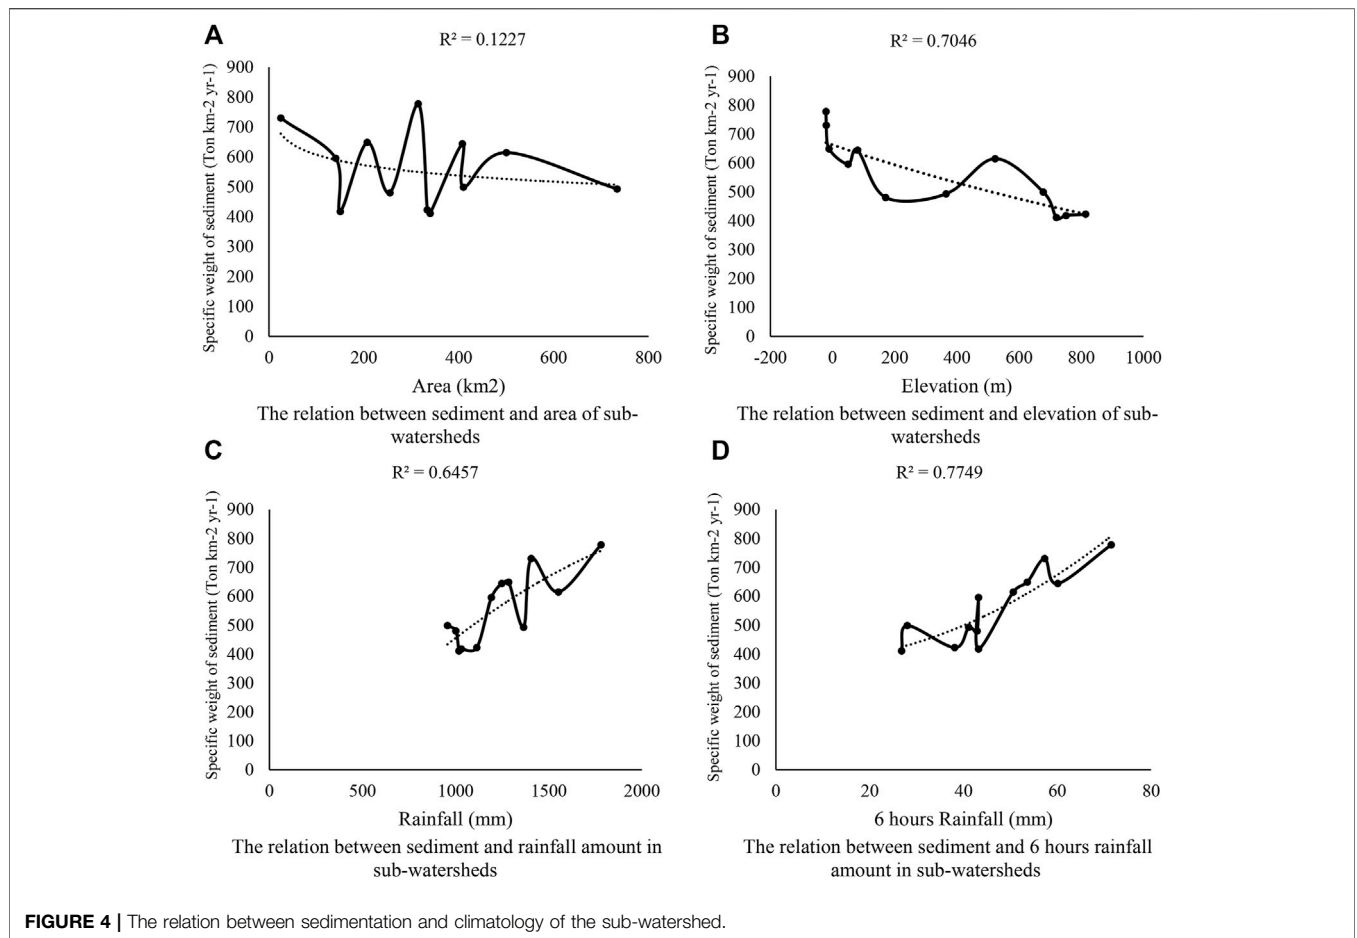 A
R² = 0.1227
Specific weight of sediment (Ton km-2 yr-1)
900
800
700
600
500
400
300
200
100
0
0 200 400 600 800
Area (km2)
The relation between sediment and area of sub-
watersheds
B
R² = 0.7046
Specific weight of sediment (Ton km-2 yr-1)
900
800
700
600
500
400
300
200
100
0
-200 0 200 400 600 800 1000
Elevation (m)
The relation between sediment and elevation of sub-
watersheds
C
R² = 0.6457
Specific weight of sediment (Ton km-2 yr-1)
900
800
700
600
500
400
300
200
100
0
0 500 1000 1500 2000
Rainfall (mm)
The relation between sediment and rainfall amount in
sub-watersheds
D
R² = 0.7749
Specific weight of sediment (Ton km-2 yr-1)
900
800
700
600
500
400
300
200
100
0
0 20 40 60 80
6 hours Rainfall (mm)
The relation between sediment and 6 hours rainfall
amount in sub-watersheds
FIGURE 4 | The relation between sedimentation and climatology of the sub-watershed.